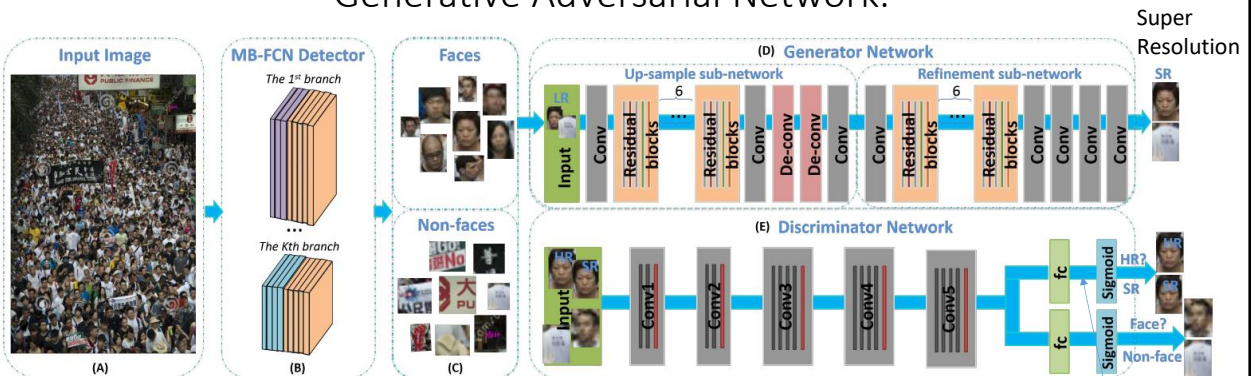 Generative Adversarial Network.
Super
Resolution
Input Image
PUBLIC FINANCE
(A)
MB-FCN Detector
The 1st branch
...
The Kth branch
(B)
Faces
Non-faces
(C)
(D) Generator Network
Up-sample sub-network
Refinement sub-network
LR
Input
Conv
Residual
blocks
6
...
Residual
blocks
Conv
De-conv
De-conv
Conv
Conv
Residual
blocks
6
...
Residual
blocks
Conv
Conv
Conv
Conv
SR
(E) Discriminator Network
HR
SR
Input
Conv1
Conv2
Conv3
Conv4
Conv5
fc
Sigmoid
HR?
SR
HR
SR
fc
Sigmoid
Face?
Non-face